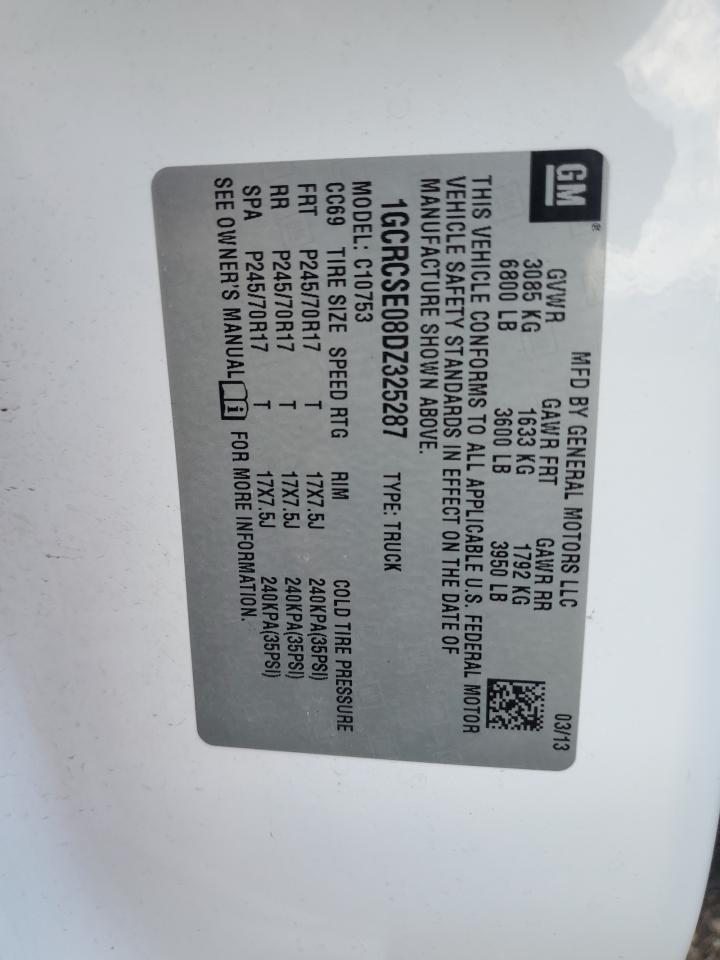 GM®
MFD BY GENERAL MOTORS LLC 03/13
GVWR GAWR FRT GAWR RR
3085 KG 1633 KG 1792 KG
6800 LB 3600 LB 3950 LB
THIS VEHICLE CONFORMS TO ALL APPLICABLE U.S. FEDERAL MOTOR
VEHICLE SAFETY STANDARDS IN EFFECT ON THE DATE OF
MANUFACTURE SHOWN ABOVE.
1GCRCSE08DZ325287 TYPE: TRUCK
MODEL: C10753
CC69 TIRE SIZE SPEED RTG RIM COLD TIRE PRESSURE
FRT P245/70R17 T 17X7.5J 240KPA(35PSI)
RR P245/70R17 T 17X7.5J 240KPA(35PSI)
SPA P245/70R17 T 17X7.5J 240KPA(35PSI)
SEE OWNER'S MANUAL i FOR MORE INFORMATION.